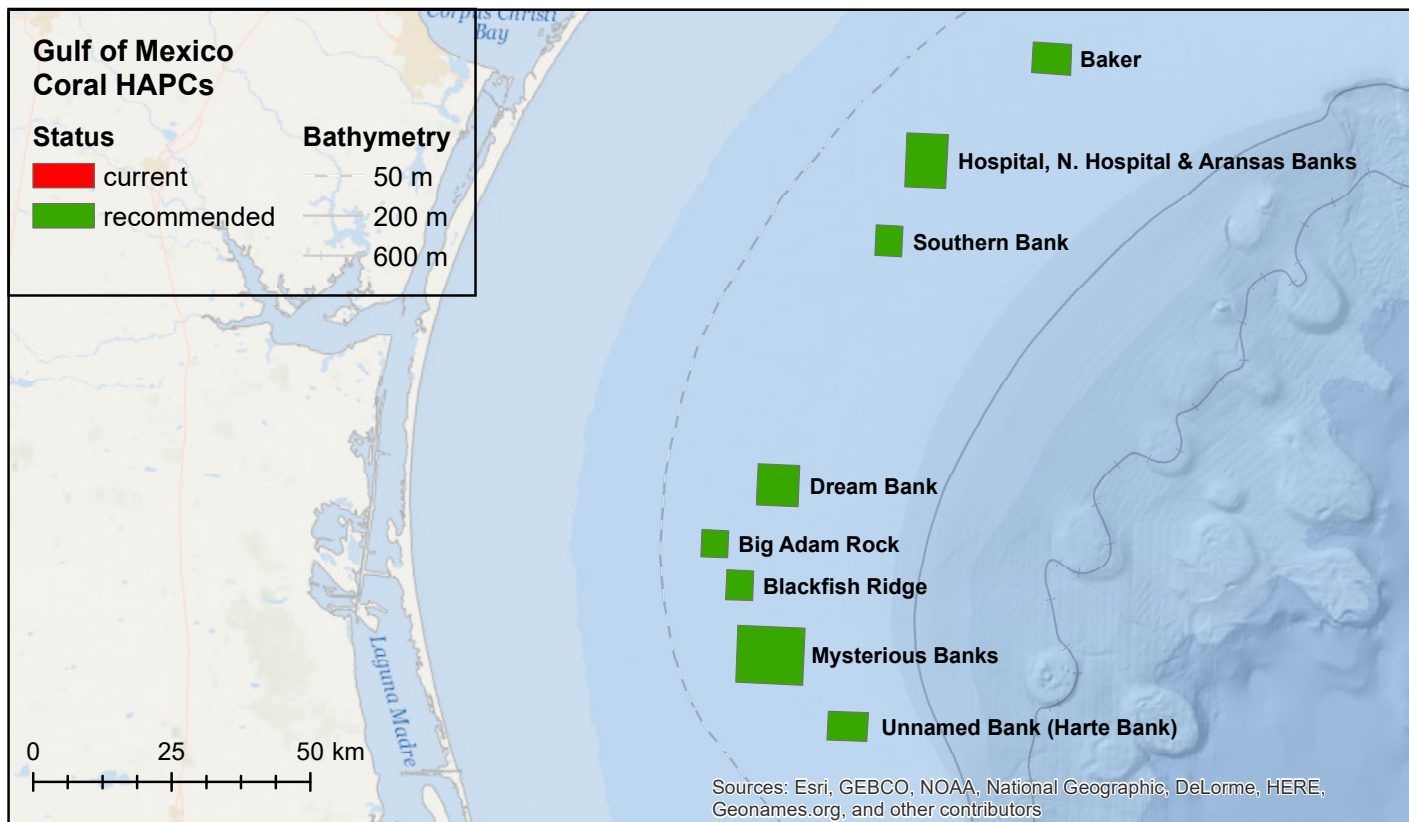 Corpus Christi
Bay
Gulf of Mexico
Coral HAPCs
Status
current
recommended
Bathymetry
50 m
200 m
600 m
Baker
Hospital, N. Hospital & Aransas Banks
Southern Bank
Dream Bank
Big Adam Rock
Blackfish Ridge
Mysterious Banks
Unnamed Bank (Harte Bank)
Laguna Madre
0 25 50 km
Sources: Esri, GEBCO, NOAA, National Geographic, DeLorme, HERE,
Geonames.org, and other contributors